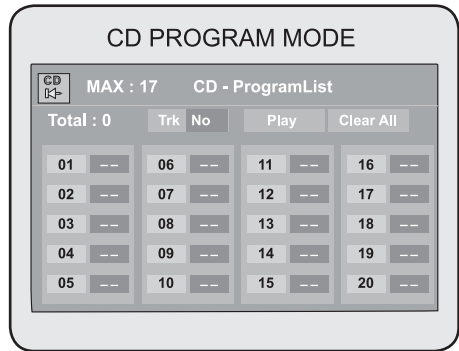 CD PROGRAM MODE
CD MAX : 17 CD - ProgramList
Total : 0 Trk No Play Clear All
01 -- 06 -- 11 -- 16 --
02 -- 07 -- 12 -- 17 --
03 -- 08 -- 13 -- 18 --
04 -- 09 -- 14 -- 19 --
05 -- 10 -- 15 -- 20 --